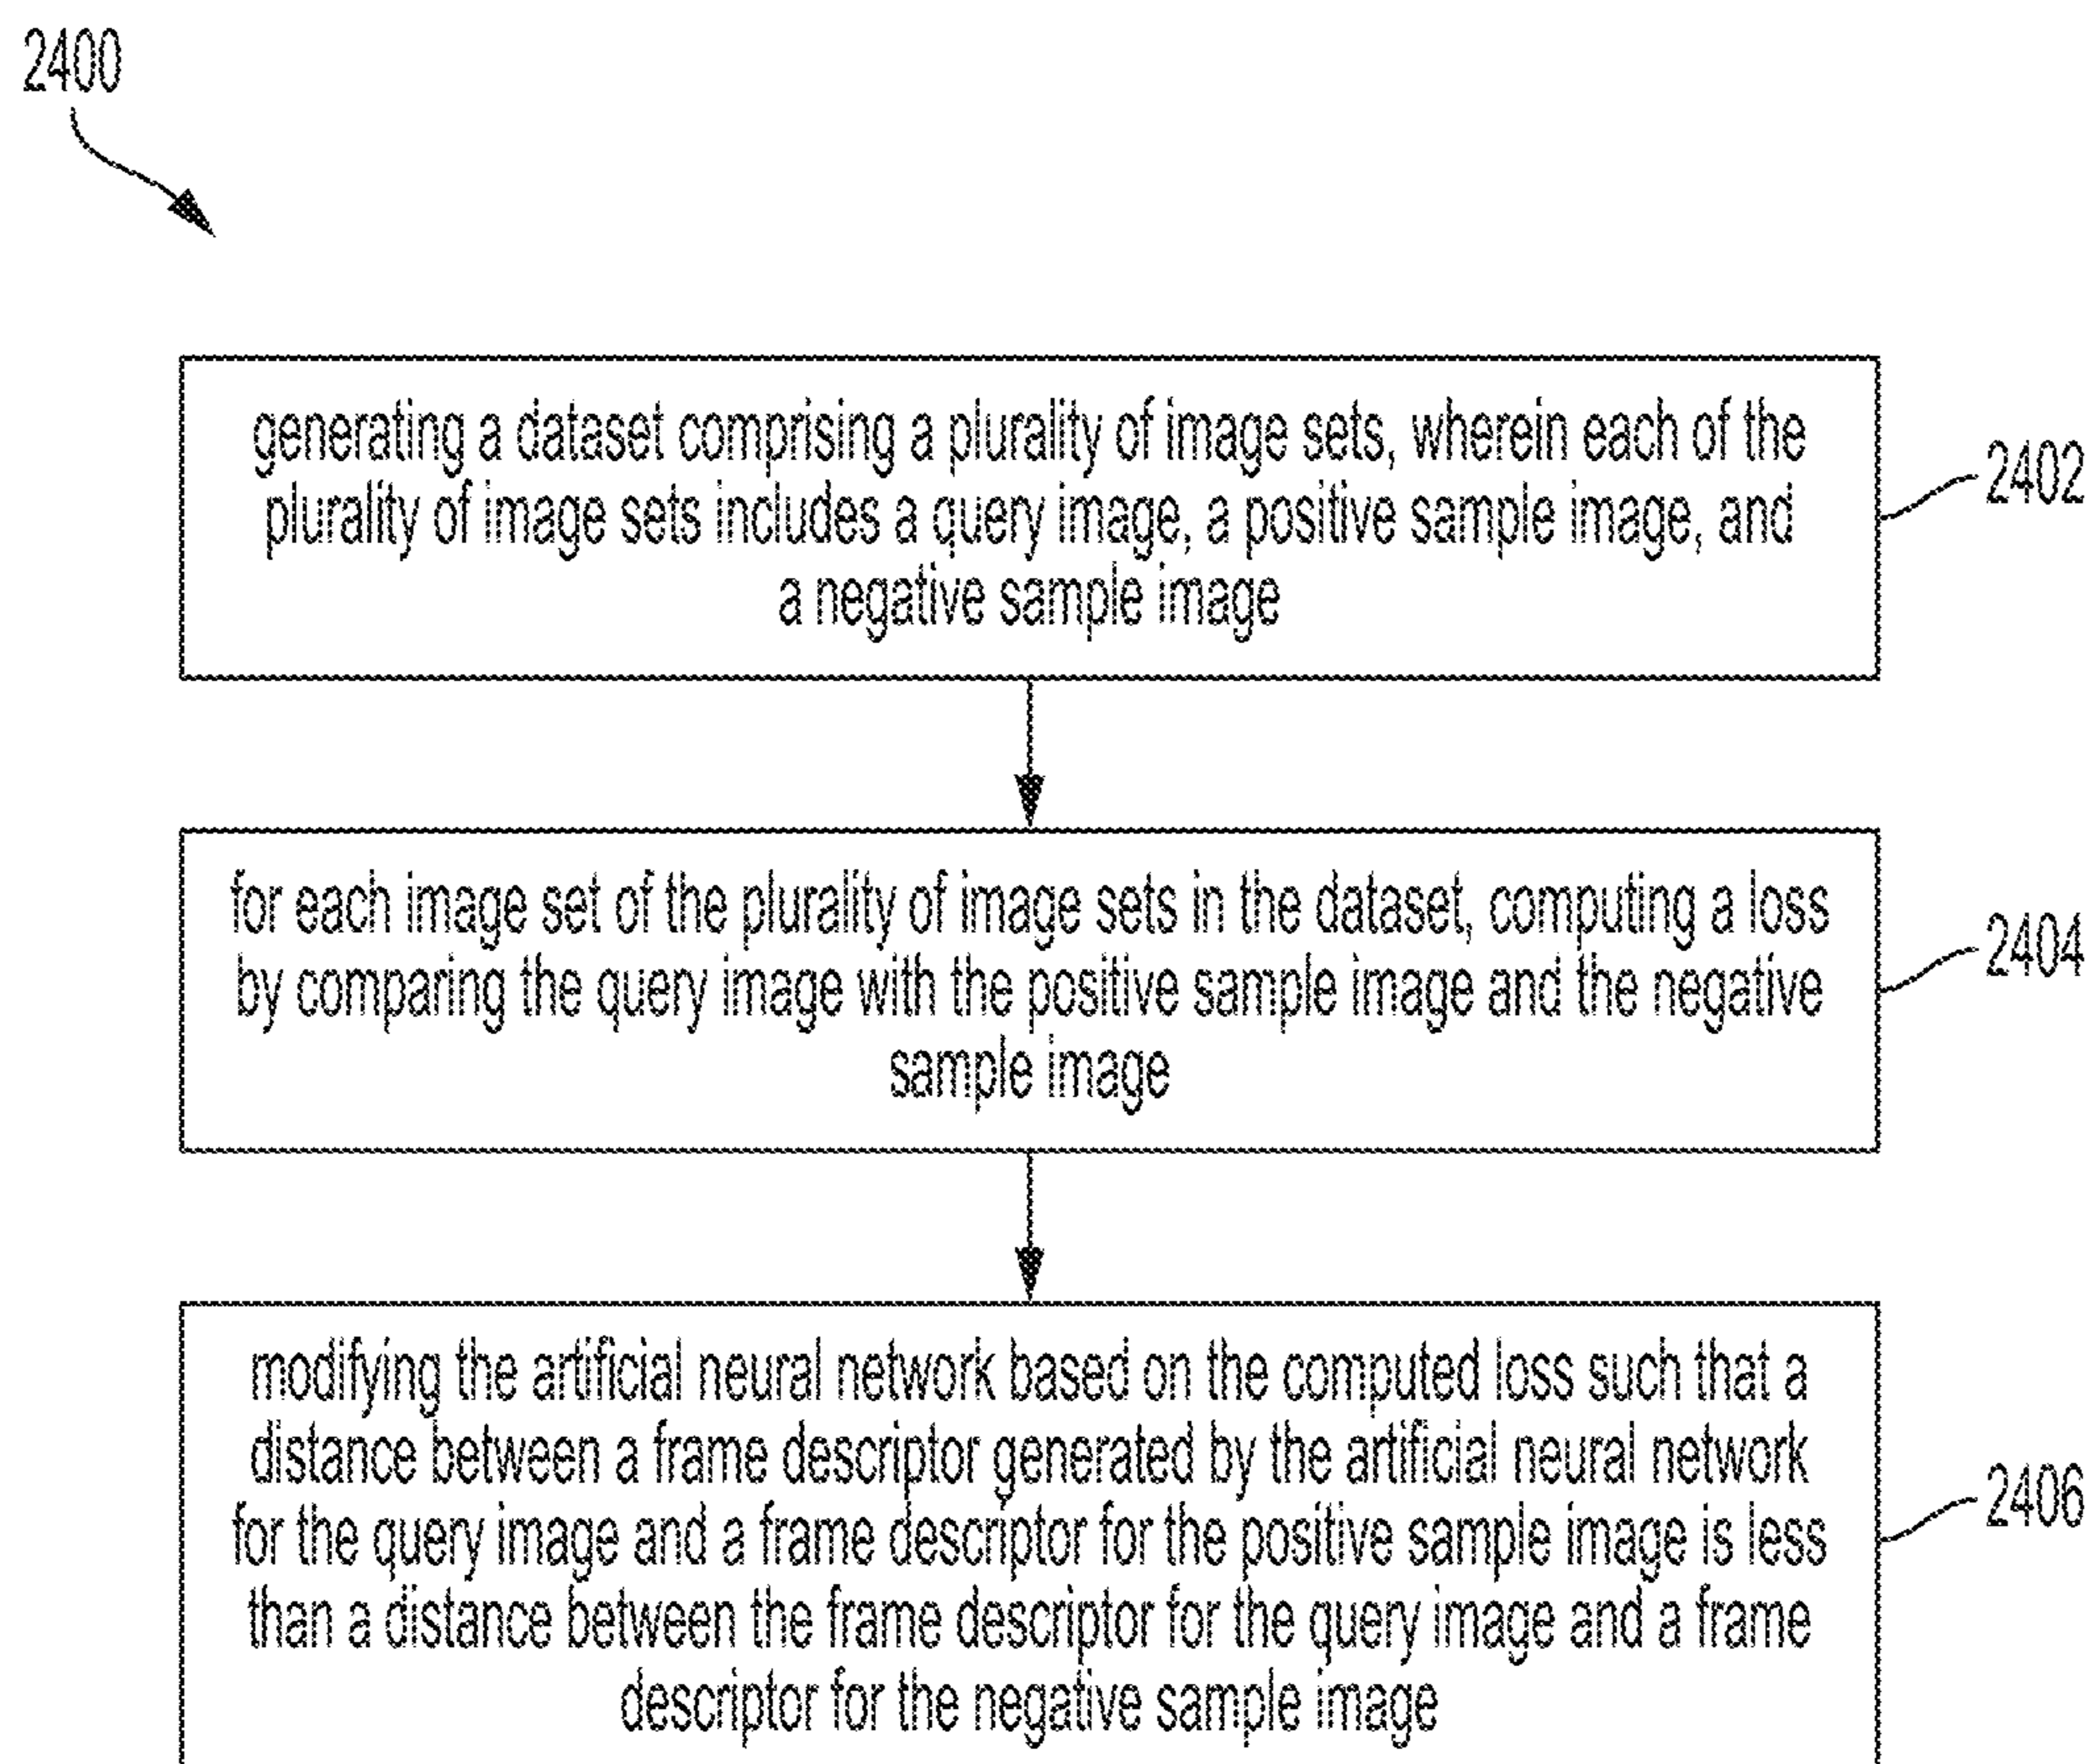 2400
generating a dataset comprising a plurality of image sets, wherein each of the
plurality of image sets includes a query image, a positive sample image, and
a negative sample image
2402
for each image set of the plurality of image sets in the dataset, computing a loss
by comparing the query image with the positive sample image and the negative
sample image
2404
modifying the artificial neural network based on the computed loss such that a
distance between a frame descriptor generated by the artificial neural network
for the query image and a frame descriptor for the positive sample image is less
than a distance between the frame descriptor for the query image and a frame
descriptor for the negative sample image
2406